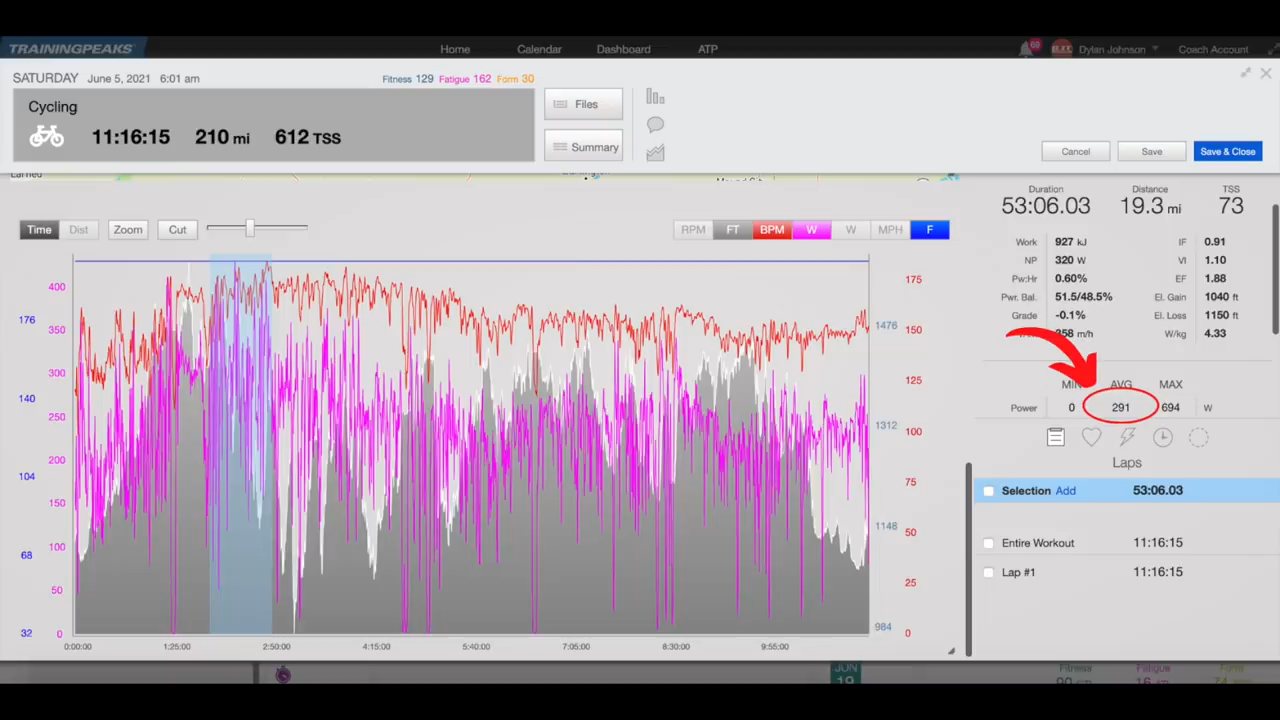 TRAININGPEAKS
Home Calendar Dashboard ATP
69 Dylan Johnson Coach Account
SATURDAY June 5, 2021 6:01 am
Fitness 129 Fatigue 162 Form 30
Cycling
11:16:15 210 mi 612 TSS
Files
Summary
Cancel Save Save & Close
Time Dist Zoom Cut
RPM FT BPM W W MPH F
400 350 300 250 200 150 100 50 0
176 140 104 68 32
1476 1312 1148 984
175 150 125 100 75 50 25 0
0:00:00 1:25:00 2:50:00 4:15:00 5:40:00 7:05:00 8:30:00 9:55:00
Duration Distance TSS
53:06.03 19.3 mi 73
Work 927 kJ IF 0.91
NP 320 W VI 1.10
Pw:Hr 0.60% EF 1.88
Pwr. Bal. 51.5/48.5% El. Gain 1040 ft
Grade -0.1% El. Loss 1150 ft
358 m/h W/kg 4.33
MIN AVG MAX
Power 0 291 694 W
Laps
Selection Add 53:06.03
Entire Workout 11:16:15
Lap #1 11:16:15
JUN
19
Fitness Fatigue Form